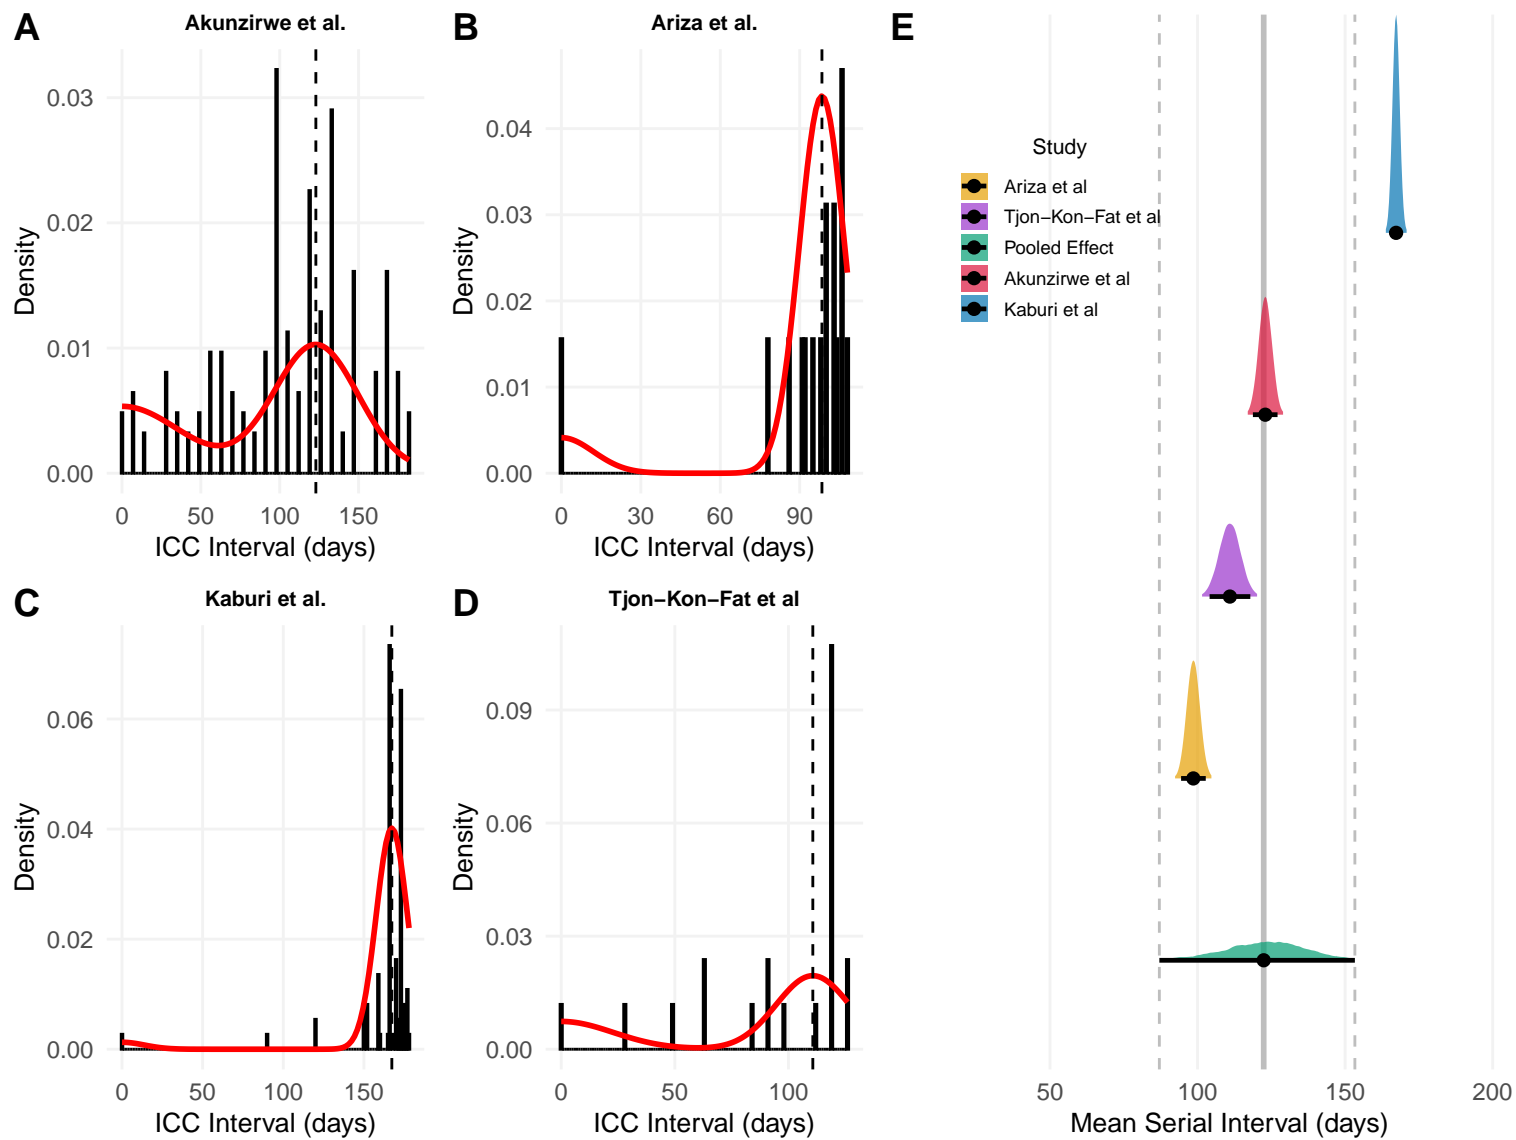 A
Akunzirwe et al.
Density
0.03
0.02
0.01
0.00
0 50 100 150
ICC Interval (days)
B
Ariza et al.
Density
0.04
0.03
0.02
0.01
0.00
0 30 60 90
ICC Interval (days)
C
Kaburi et al.
Density
0.06
0.04
0.02
0.00
0 50 100 150
ICC Interval (days)
D
Tjon−Kon−Fat et al
Density
0.09
0.06
0.03
0.00
0 50 100
ICC Interval (days)
E
Study
Ariza et al
Tjon−Kon−Fat et al
Pooled Effect
Akunzirwe et al
Kaburi et al
50 100 150 200
Mean Serial Interval (days)